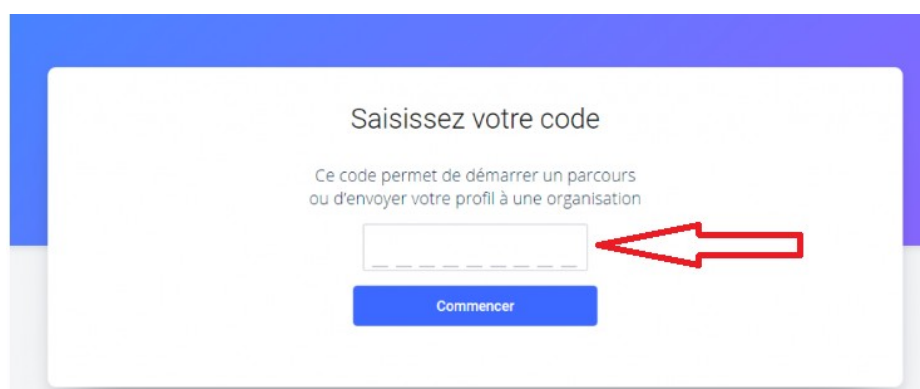 Saisissez votre code
Ce code permet de démarrer un parcours
ou d'envoyer votre profil à une organisation
Commencer